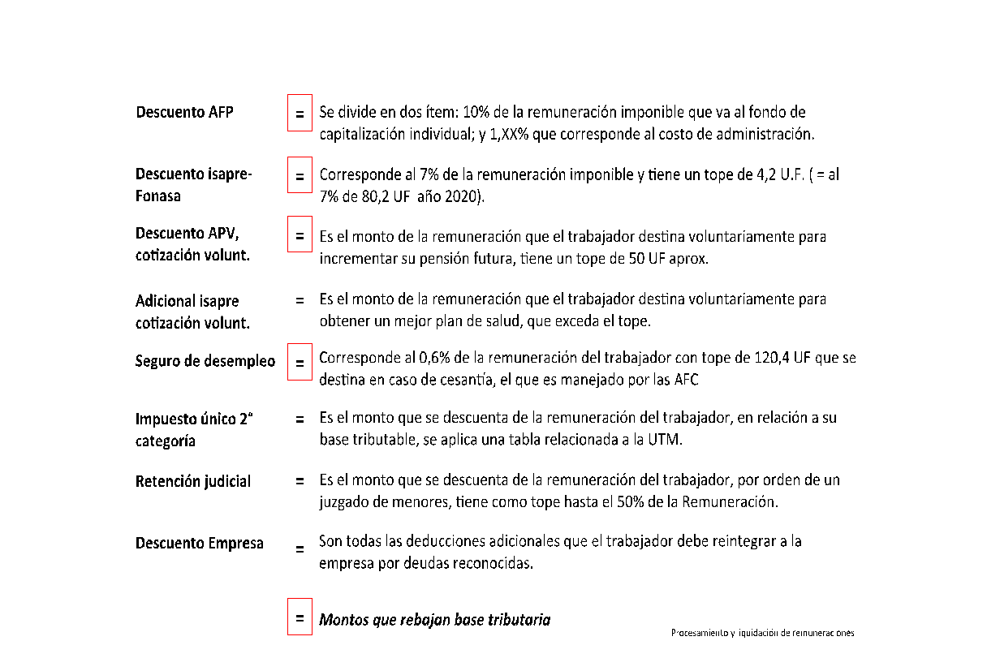 Descuento AFP = Se divide en dos ítem: 10% de la remuneración imponible que va al fondo de
capitalización individual; y 1,XX% que corresponde al costo de administración.
Descuento isapre- = Corresponde al 7% de la remuneración imponible y tiene un tope de 4,2 U.F. ( = al
Fonasa 7% de 80,2 UF año 2020).
Descuento APV, = Es el monto de la remuneración que el trabajador destina voluntariamente para
cotización volunt. incrementar su pensión futura, tiene un tope de 50 UF aprox.
Adicional isapre = Es el monto de la remuneración que el trabajador destina voluntariamente para
cotización volunt. obtener un mejor plan de salud, que exceda el tope.
Seguro de desempleo = Corresponde al 0,6% de la remuneración del trabajador con tope de 120,4 UF que se
destina en caso de cesantía, el que es manejado por las AFC
Impuesto único 2ª = Es el monto que se descuenta de la remuneración del trabajador, en relación a su
categoría base tributable, se aplica una tabla relacionada a la UTM.
Retención judicial = Es el monto que se descuenta de la remuneración del trabajador, por orden de un
juzgado de menores, tiene como tope hasta el 50% de la Remuneración.
Descuento Empresa = Son todas las deducciones adicionales que el trabajador debe reintegrar a la
empresa por deudas reconocidas.
= Montos que rebajan base tributaria
Procesamiento y liquidación de remuneraciones